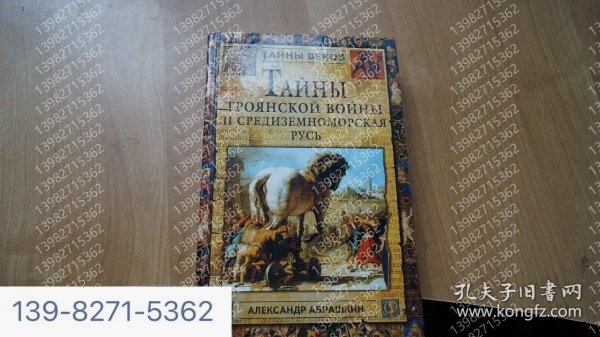 ТАЙНЫ ВЕКОВ
ТАЙНЫ
ТРОЯНСКОЙ ВОЙНЫ
И СРЕДИЗЕМНОМОРСКАЯ
РУСЬ
АЛЕКСАНДР АБРАШКИН
139-8271-5362
13982715362
孔夫子旧书网
www.kongfz.com